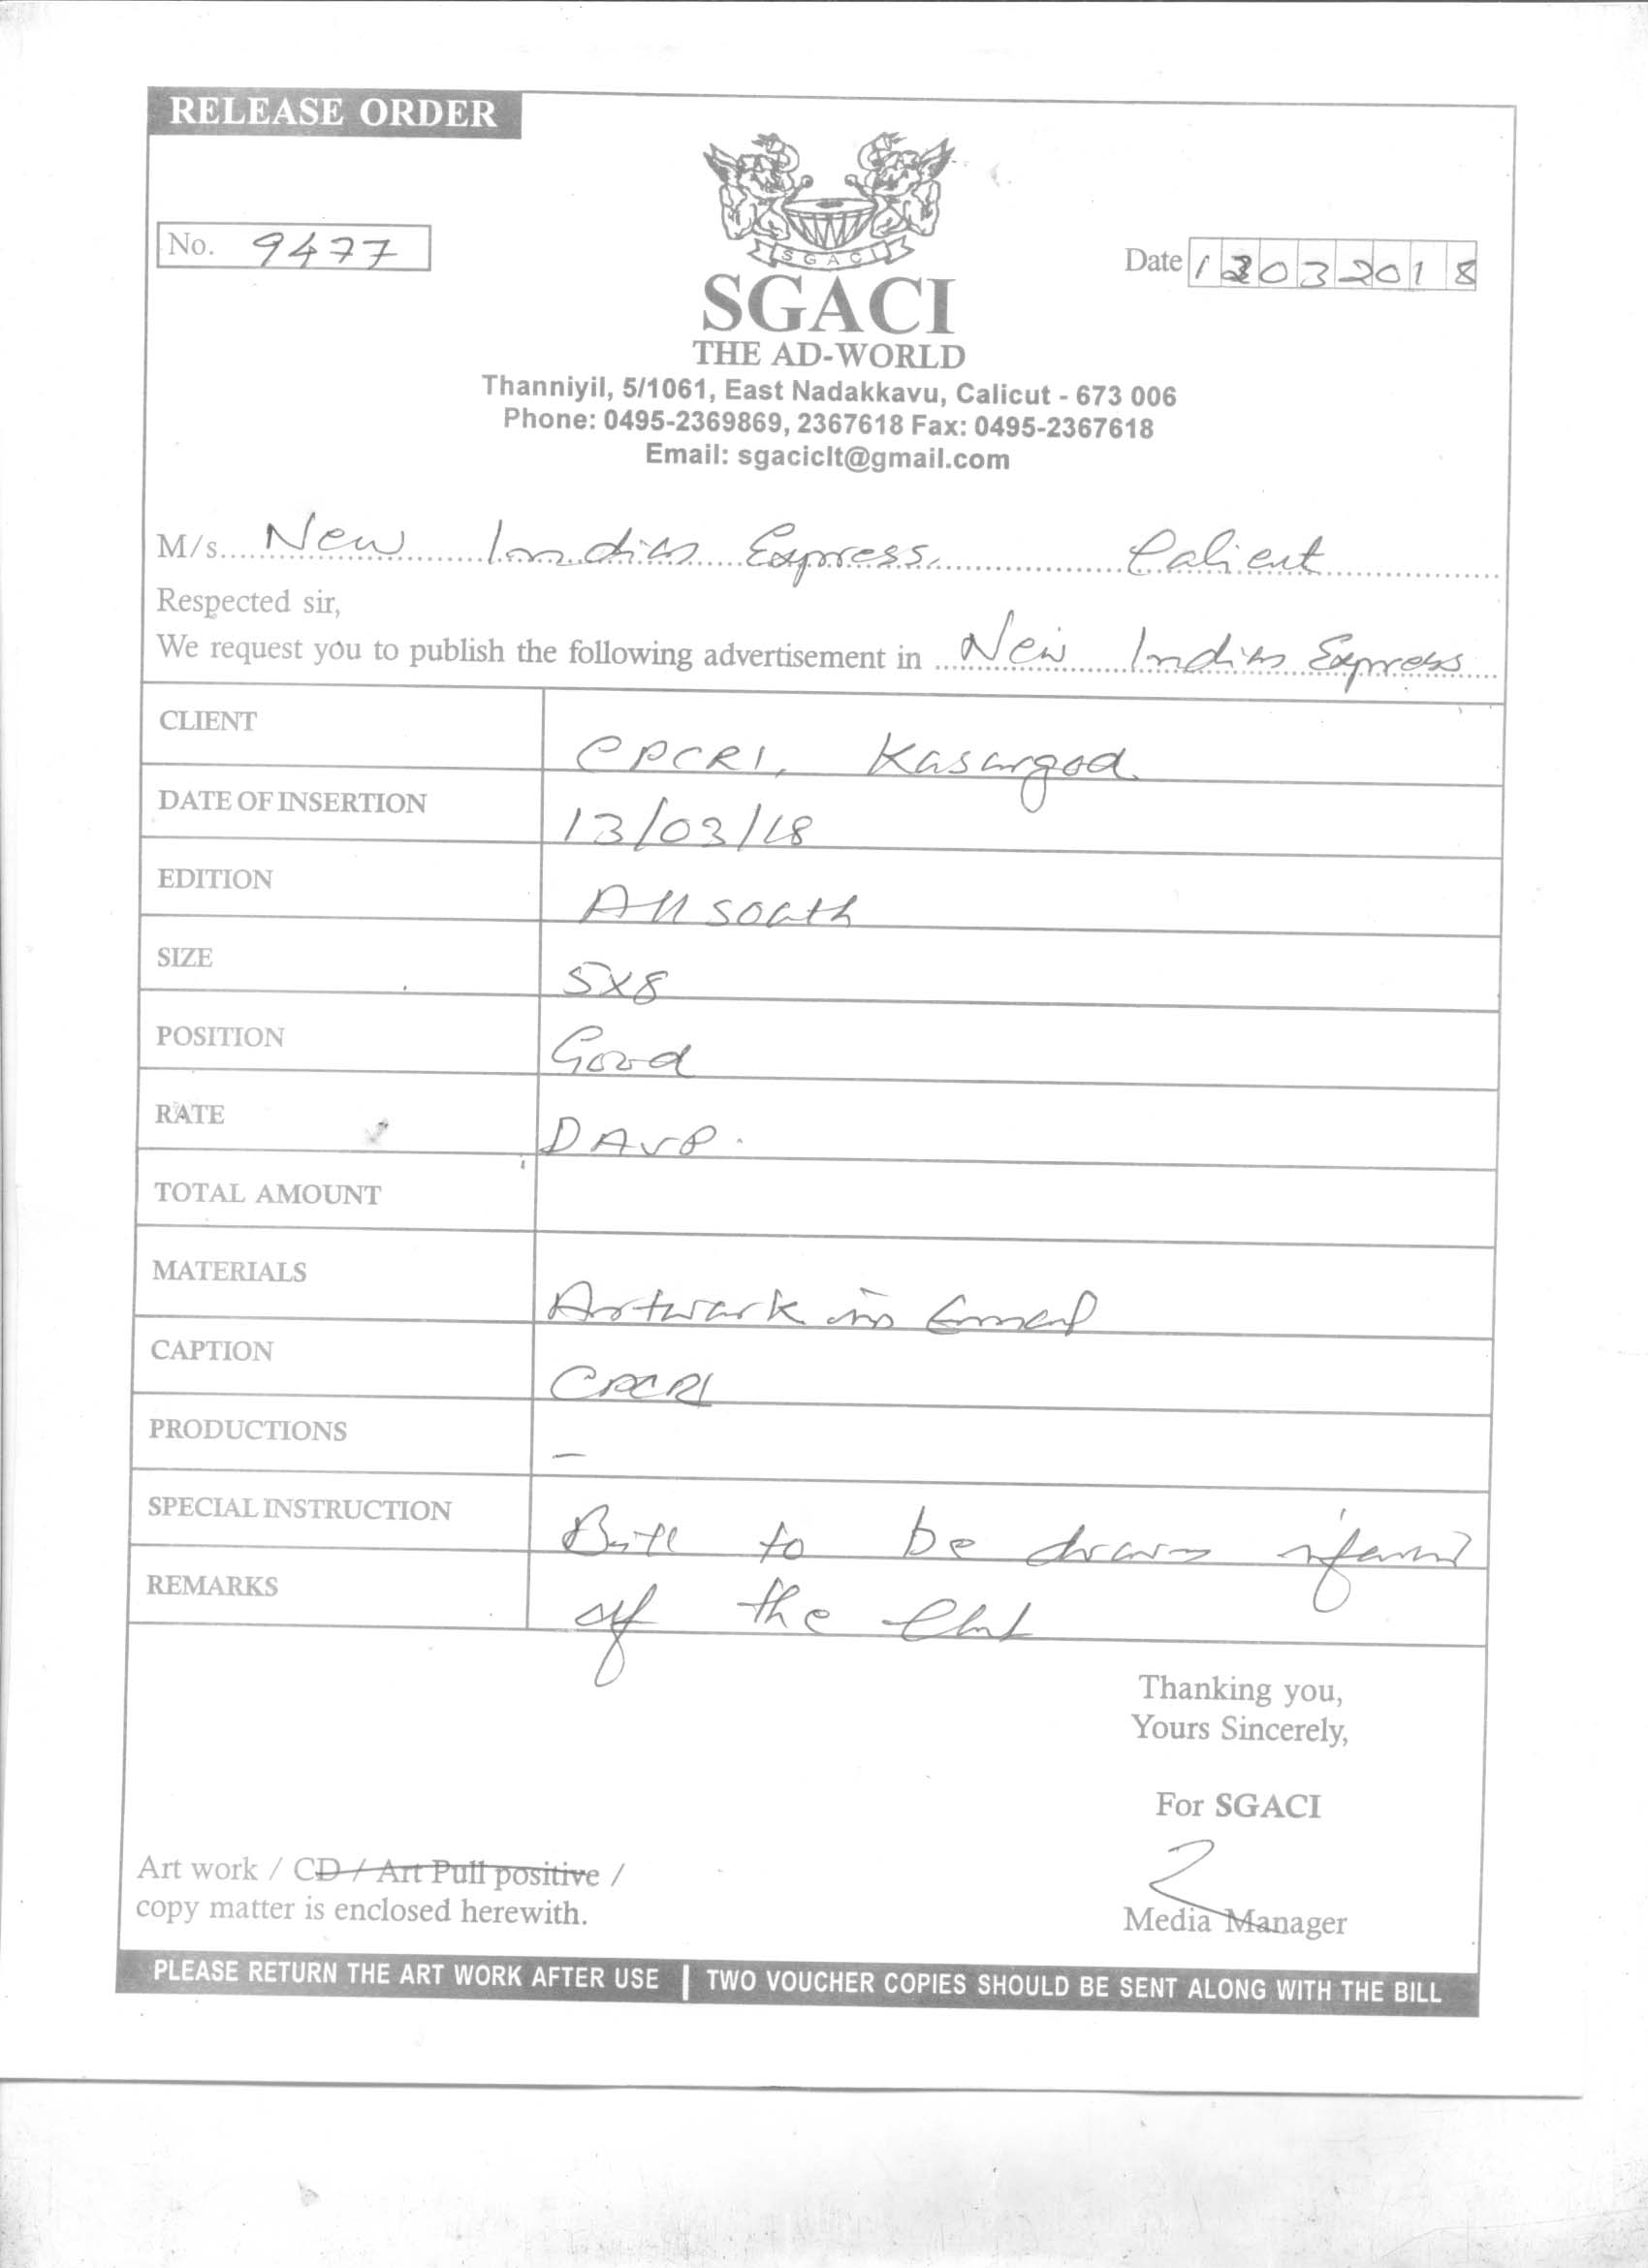 RELEASE ORDER
No. 9477
Date 2032018
SGACI
SGACI
THE AD-WORLD
Thanniyil, 5/1061, East Nadakkavu, Calicut - 673 006
Phone: 0495-2369869, 2367618 Fax: 0495-2367618
Email: sgaciclt@gmail.com
M/s. New Indian Express. Calicut
Respected sir,
We request you to publish the following advertisement in New Indian Express
CLIENT CPCRI, Kasargod
DATE OF INSERTION 13/03/18
EDITION All south
SIZE 5X8
POSITION Good
RATE DAVP.
TOTAL AMOUNT
MATERIALS Artwork in Email
CAPTION CPCRI
PRODUCTIONS -
SPECIAL INSTRUCTION Bill to be drawn
REMARKS of the
Thanking you,
Yours Sincerely,
For SGACI
Art work / CD / Art Pull positive /
copy matter is enclosed herewith.
Media Manager
PLEASE RETURN THE ART WORK AFTER USE | TWO VOUCHER COPIES SHOULD BE SENT ALONG WITH THE BILL